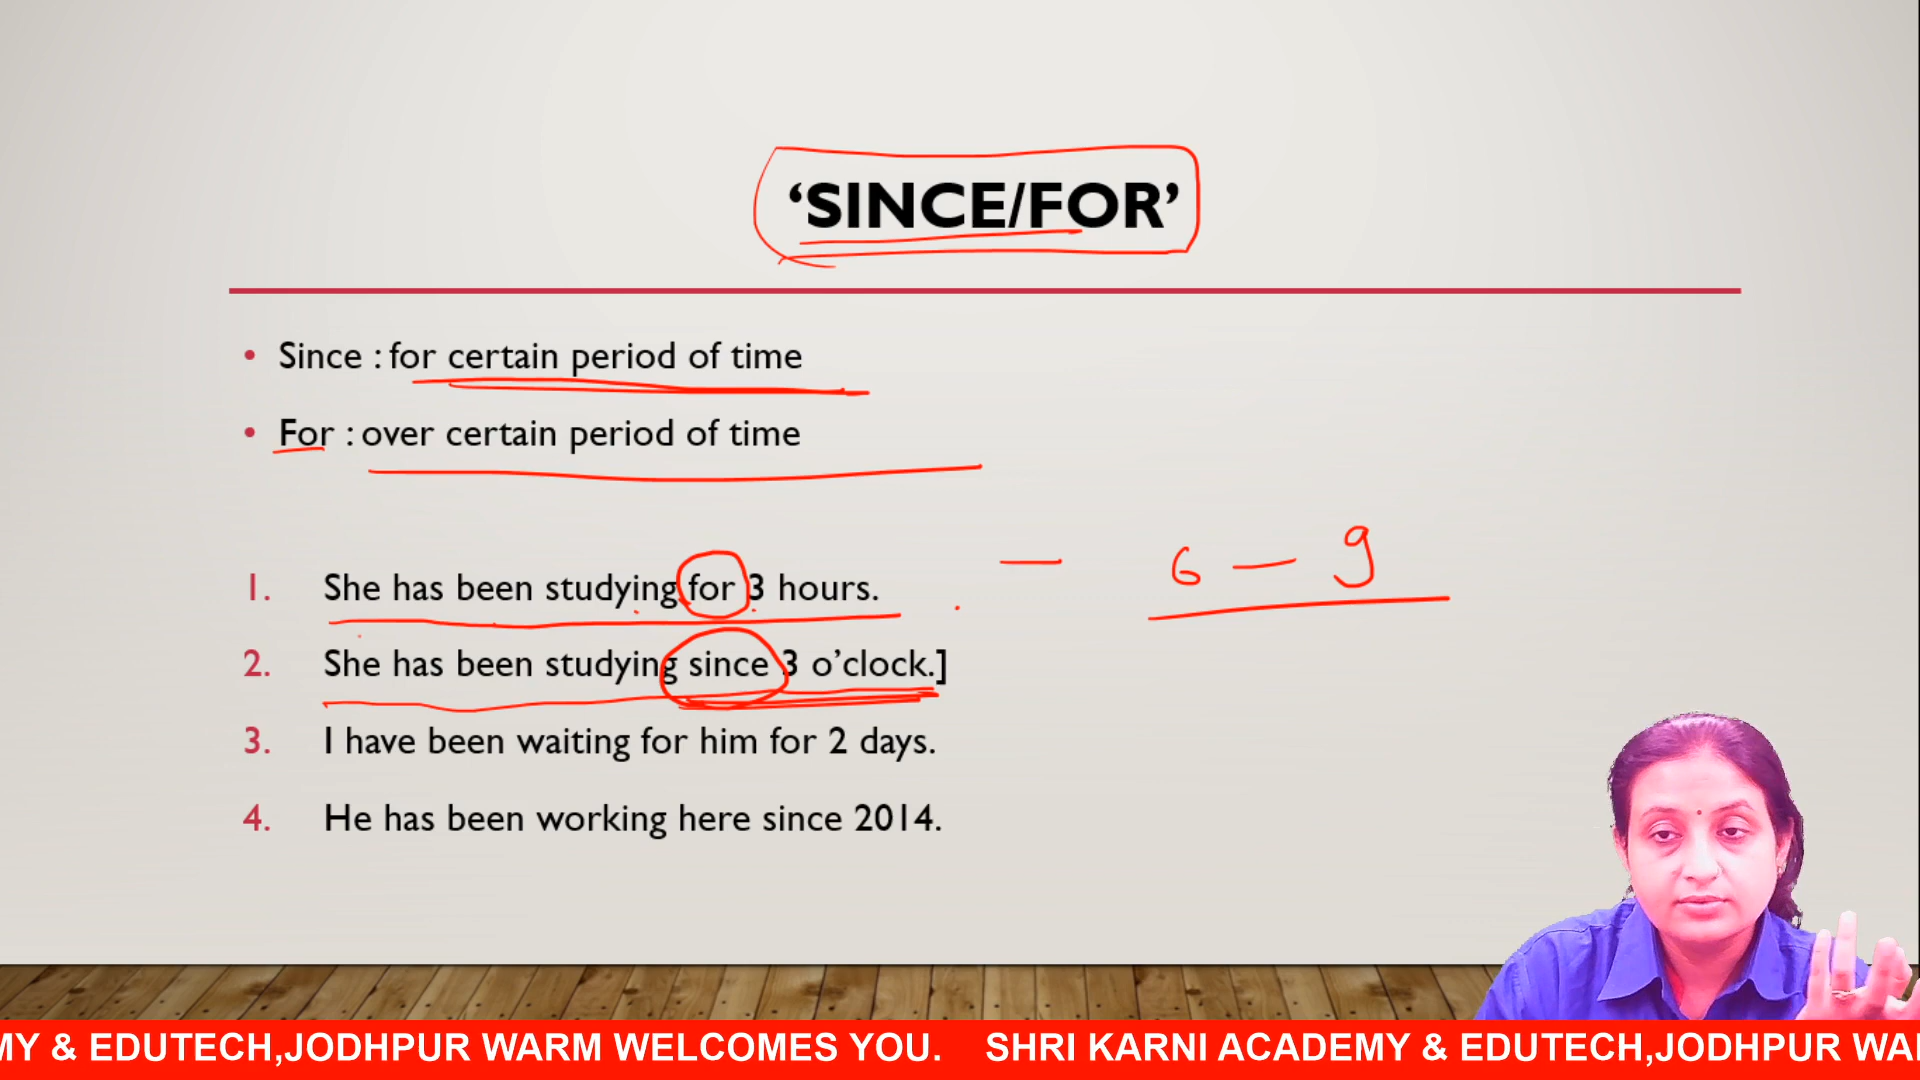 ‘SINCE/FOR’
• Since : for certain period of time
• For : over certain period of time
6 — 9
1. She has been studying for 3 hours. —
2. She has been studying since 3 o’clock.]
3. I have been waiting for him for 2 days.
4. He has been working here since 2014.
MY & EDUTECH,JODHPUR WARM WELCOMES YOU. SHRI KARNI ACADEMY & EDUTECH,JODHPUR WA